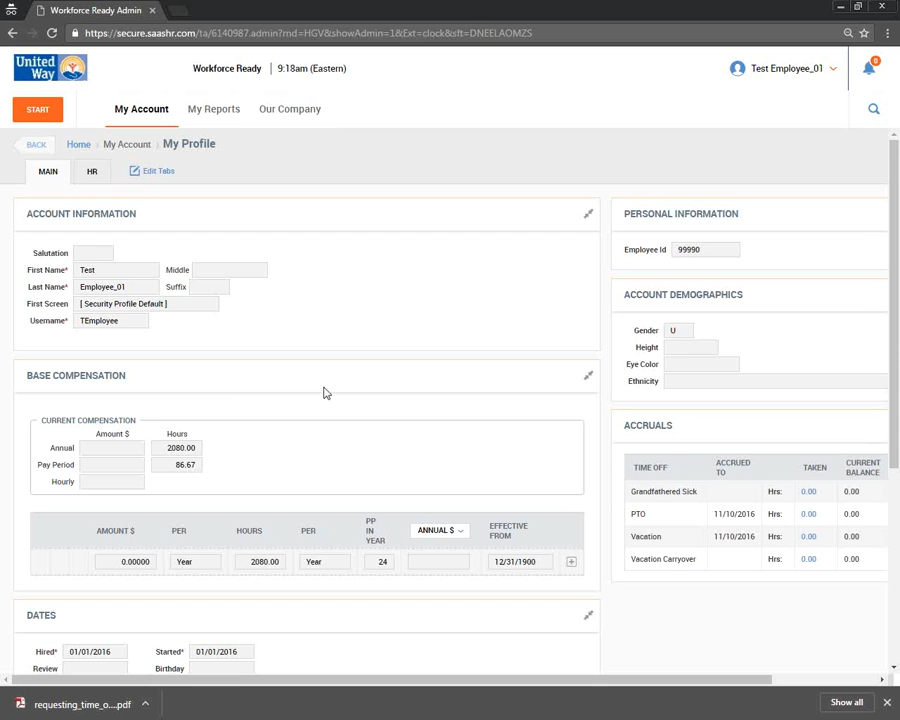 Workforce Ready Admin
https://secure.saashr.com/ta/6140987.admin?rnd=HGV&showAdmin=1&Ext=clock&sft=DNEELAOMZS
United Way
Workforce Ready 9:18am (Eastern)
Test Employee_01
0
START
My Account My Reports Our Company
BACK Home My Account My Profile
MAIN HR Edit Tabs
ACCOUNT INFORMATION
Salutation
First Name* Test Middle
Last Name* Employee_01 Suffix
First Screen [ Security Profile Default ]
Username* TEmployee
BASE COMPENSATION
CURRENT COMPENSATION
Amount $ Hours
Annual 2080.00
Pay Period 86.67
Hourly
AMOUNT $ PER HOURS PER PP IN YEAR ANNUAL $ EFFECTIVE FROM
0.00000 Year 2080.00 Year 24 12/31/1900
DATES
Hired* 01/01/2016 Started* 01/01/2016
Review Birthday
PERSONAL INFORMATION
Employee Id 99990
ACCOUNT DEMOGRAPHICS
Gender U
Height
Eye Color
Ethnicity
ACCRUALS
TIME OFF ACCRUED TO TAKEN CURRENT BALANCE
Grandfathered Sick Hrs: 0.00 0.00
PTO 11/10/2016 Hrs: 0.00 0.00
Vacation 11/10/2016 Hrs: 0.00 0.00
Vacation Carryover Hrs: 0.00 0.00
requesting_time_o....pdf
Show all